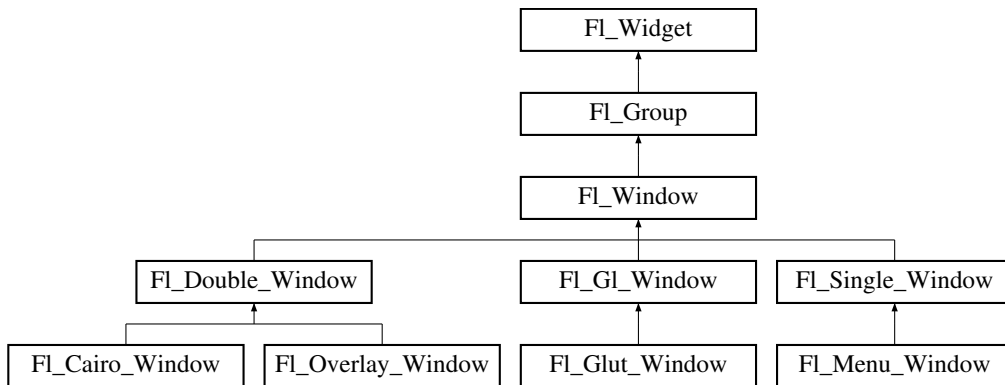 Fl_Widget
Fl_Group
Fl_Window
Fl_Double_Window
Fl_Gl_Window
Fl_Single_Window
Fl_Cairo_Window
Fl_Overlay_Window
Fl_Glut_Window
Fl_Menu_Window